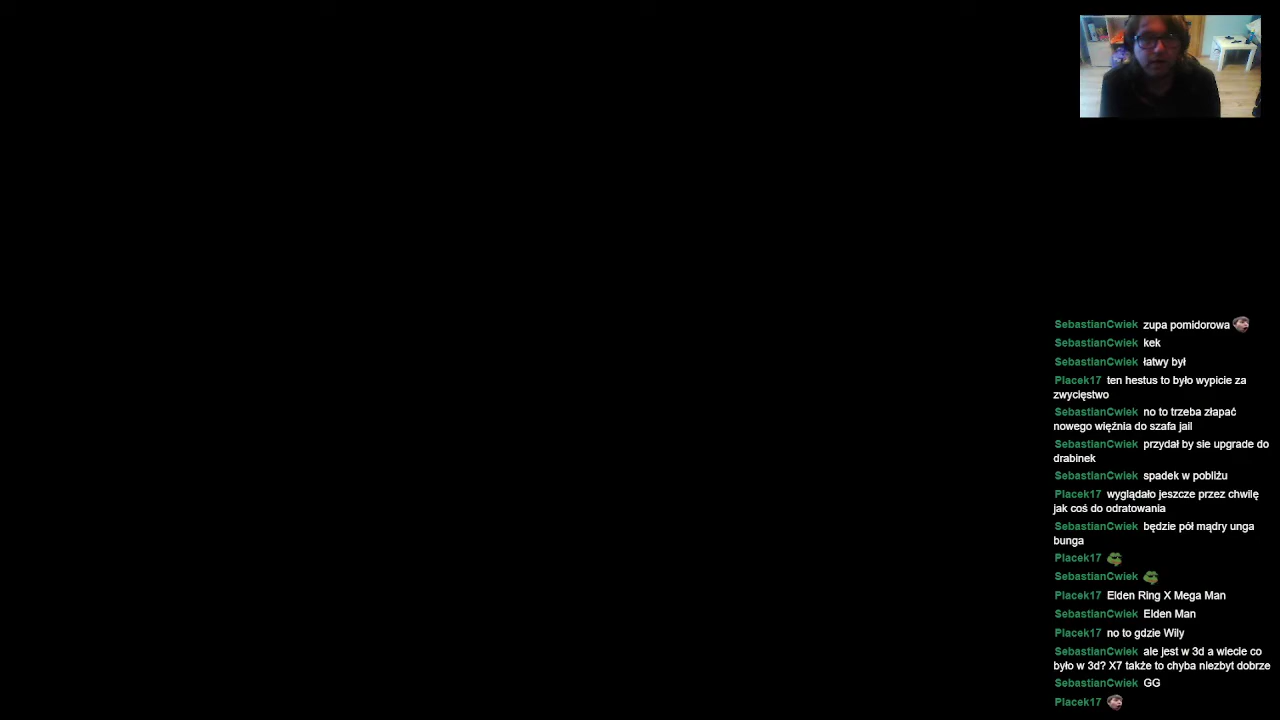 SebastianCwiek zupa pomidorowa
SebastianCwiek kek
SebastianCwiek łatwy był
Placek17 ten hestus to było wypicie za
zwycięstwo
SebastianCwiek no to trzeba złapać
nowego więźnia do szafa jail
SebastianCwiek przydał by sie upgrade do
drabinek
SebastianCwiek spadek w pobliżu
Placek17 wyglądało jeszcze przez chwilę
jak coś do odratowania
SebastianCwiek będzie pół mądry unga
bunga
Placek17
SebastianCwiek
Placek17 Elden Ring X Mega Man
SebastianCwiek Elden Man
Placek17 no to gdzie Wily
SebastianCwiek ale jest w 3d a wiecie co
było w 3d? X7 także to chyba niezbyt dobrze
SebastianCwiek GG
Placek17